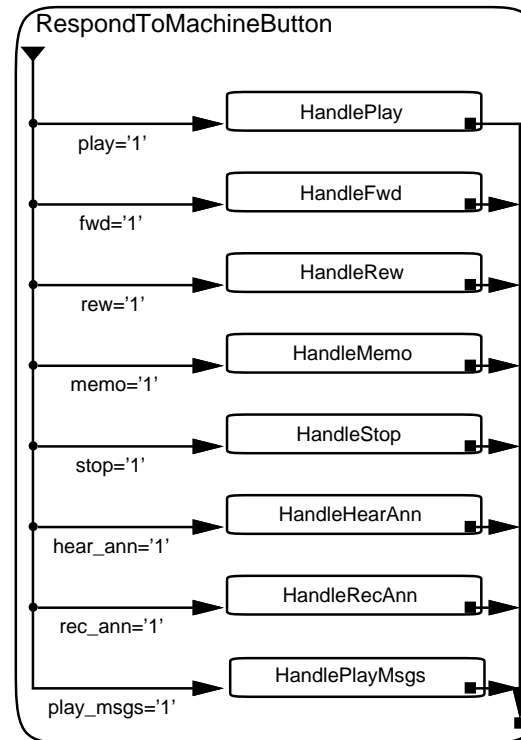 RespondToMachineButton
HandlePlay
play=’1’
HandleFwd
fwd=’1’
HandleRew
rew=’1’
HandleMemo
memo=’1’
HandleStop
stop=’1’
HandleHearAnn
hear_ann=’1’
HandleRecAnn
rec_ann=’1’
HandlePlayMsgs
play_msgs=’1’